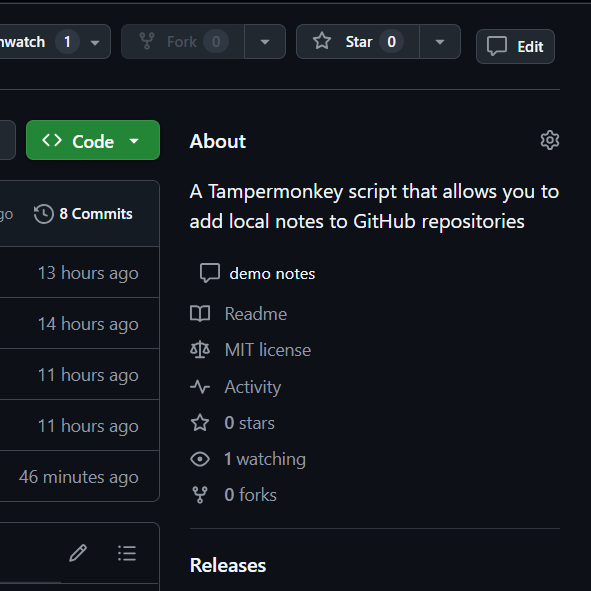 nwatch 1
Fork 0
Star 0
Edit
Code
go
8 Commits
13 hours ago
14 hours ago
11 hours ago
11 hours ago
46 minutes ago
About
A Tampermonkey script that allows you to
add local notes to GitHub repositories
demo notes
Readme
MIT license
Activity
0 stars
1 watching
0 forks
Releases